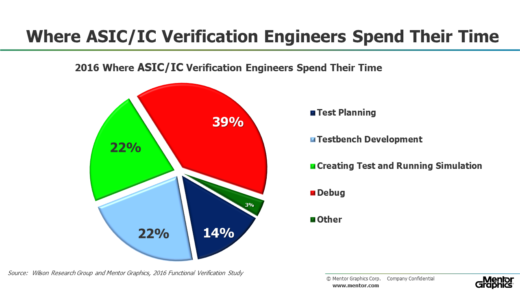 Where ASIC/IC Verification Engineers Spend Their Time
2016 Where ASIC/IC Verification Engineers Spend Their Time
39%
22%
3%
22%
14%
Test Planning
Testbench Development
Creating Test and Running Simulation
Debug
Other
Source: Wilson Research Group and Mentor Graphics, 2016 Functional Verification Study
© Mentor Graphics Corp. Company Confidential
www.mentor.com
Mentor
Graphics